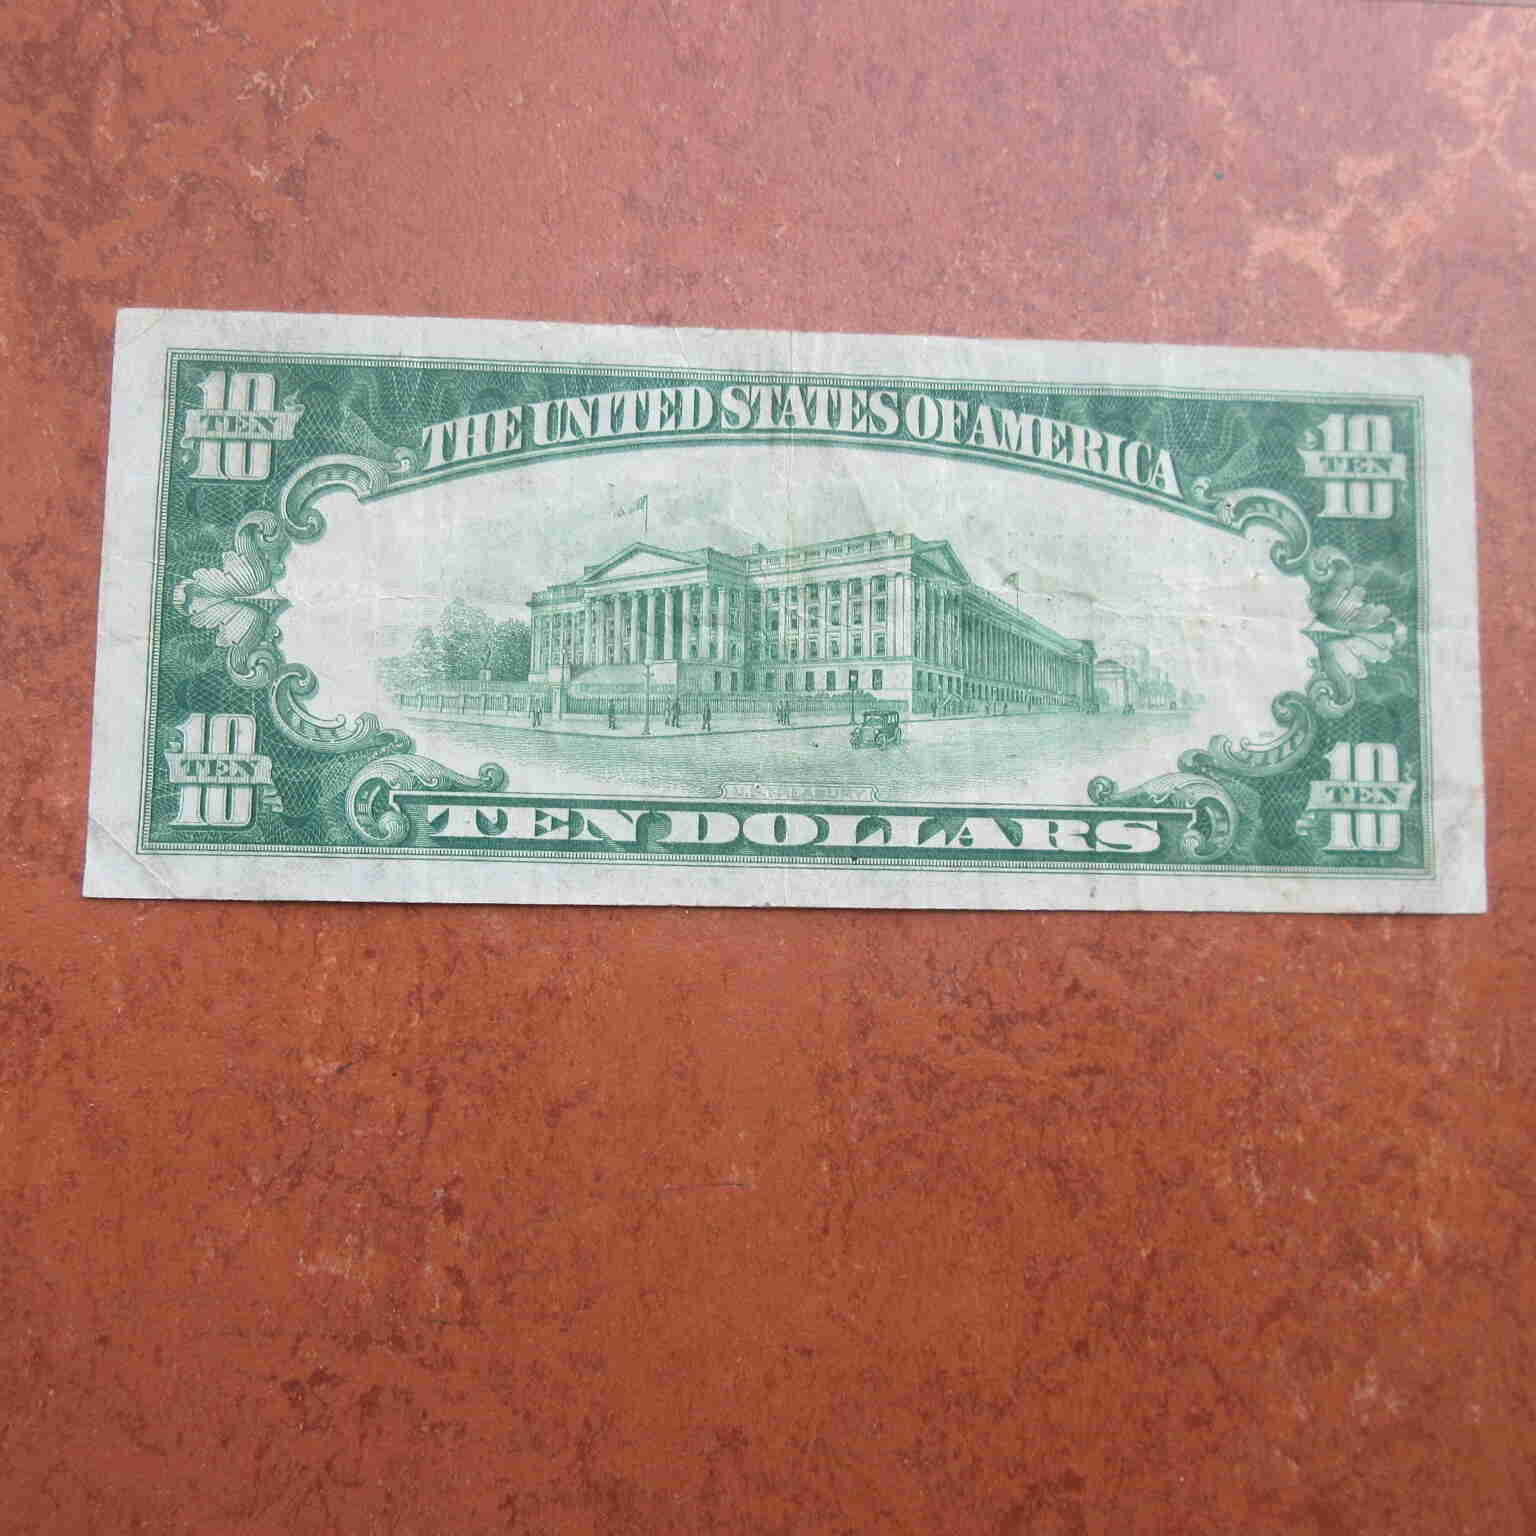 10 TEN 10
THE UNITED STATES OF AMERICA
10 TEN 10
10 TEN 10
U.S. TREASURY
TEN DOLLARS
10 TEN 10